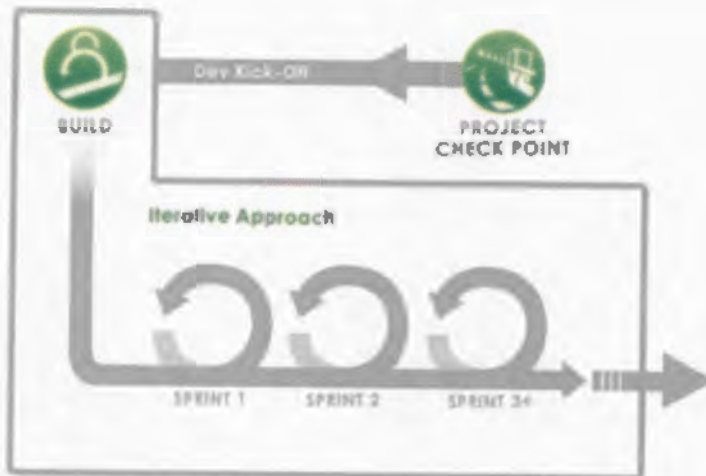 Dev Kick-Off
BUILD
PROJECT
CHECK POINT
Iterative Approach
SPRINT 1
SPRINT 2
SPRINT 3+